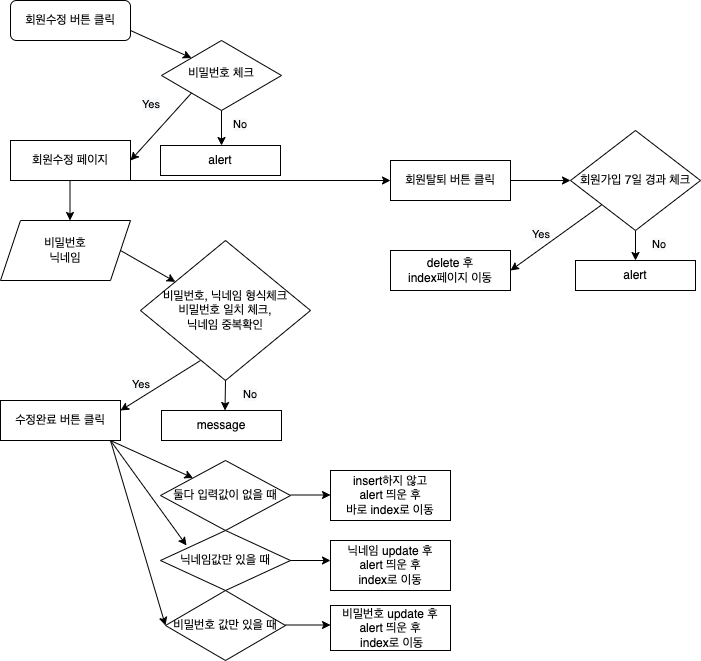 회원수정 버튼 클릭
비밀번호 체크
Yes
No
회원수정 페이지
alert
회원탈퇴 버튼 클릭
회원가입 7일 경과 체크
Yes
No
delete 후
index페이지 이동
alert
비밀번호
닉네임
비밀번호, 닉네임 형식체크
비밀번호 일치 체크,
닉네임 중복확인
Yes
No
수정완료 버튼 클릭
message
둘다 입력값이 없을 때
insert하지 않고
alert 띄운 후
바로 index로 이동
닉네임값만 있을 때
닉네임 update 후
alert 띄운 후
index로 이동
비밀번호 값만 있을 때
비밀번호 update 후
alert 띄운 후
index로 이동